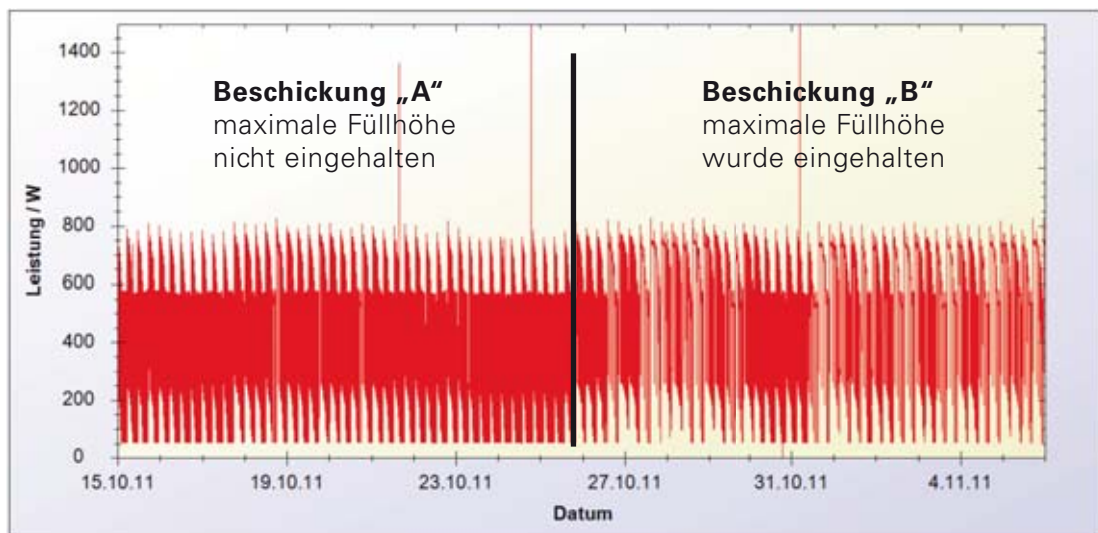 1400
1200
1000
800
600
400
200
0
Leistung / W
Beschickung „A“
maximale Füllhöhe
nicht eingehalten
Beschickung „B“
maximale Füllhöhe
wurde eingehalten
15.10.11 19.10.11 23.10.11 27.10.11 31.10.11 4.11.11
Datum